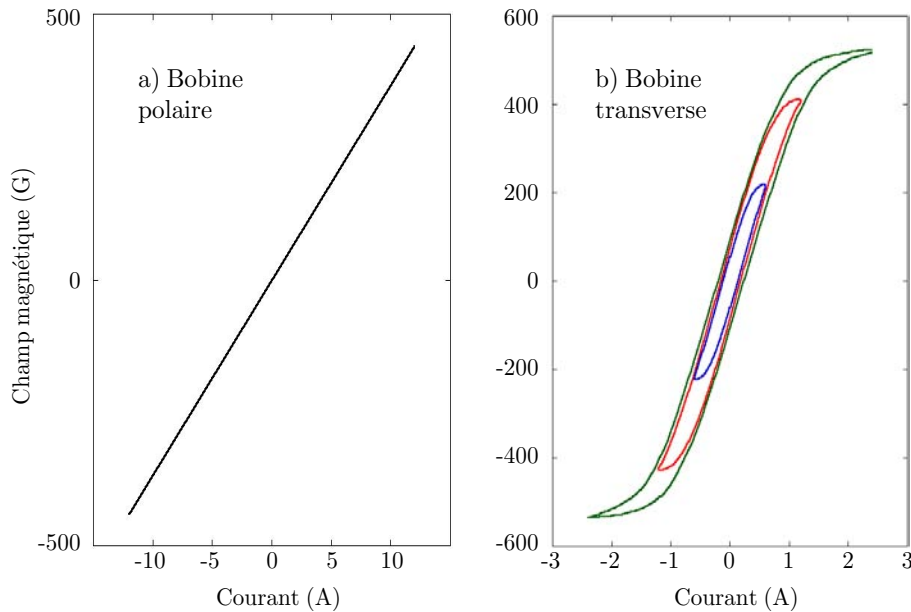 500
0
-500
Champ magnétique (G)
a) Bobine
polaire
-10 -5 0 5 10
Courant (A)
600
400
200
0
-200
-400
-600
b) Bobine
transverse
-3 -2 -1 0 1 2 3
Courant (A)